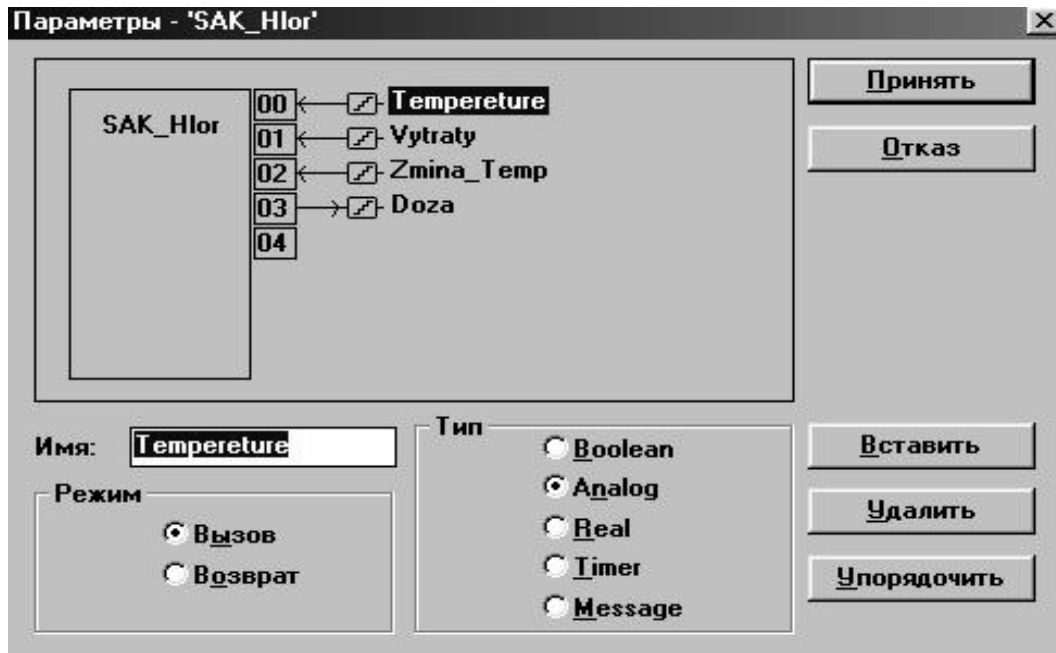 Параметры - 'SAK_Hlor'
SAK_Hlor
00 Tempereture
01 Vytraty
02 Zmina_Temp
03 Doza
04
Принять
Отказ
Имя: Tempereture
Режим
Вызов
Возврат
Тип
Boolean
Analog
Real
Timer
Message
Вставить
Удалить
Упорядочить